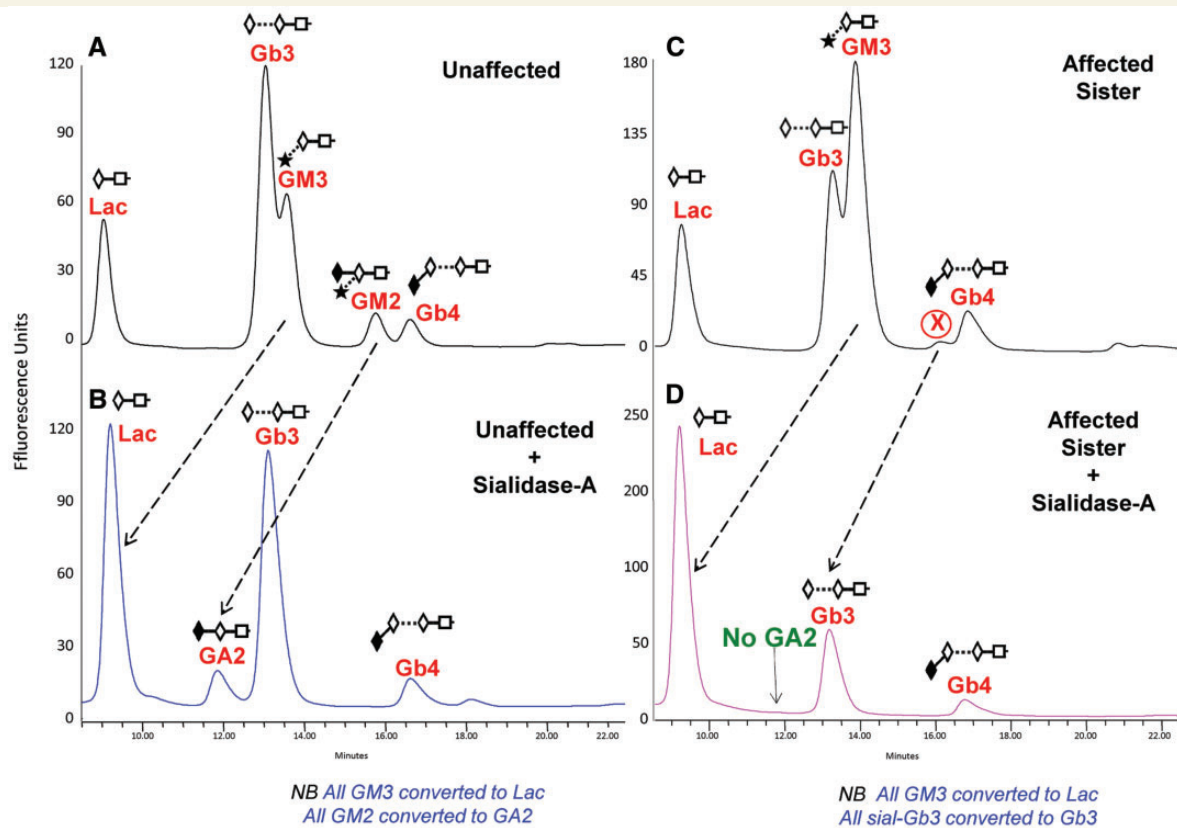 A
Gb3
Unaffected
120
90
60
30
0
Lac
GM3
GM2
Gb4
C
GM3
Affected
Sister
180
135
90
45
0
Gb3
Lac
X
Gb4
Ffluorescence Units
B
Lac
Gb3
Unaffected
+
Sialidase-A
120
90
60
30
0
GA2
Gb4
10.00 12.00 14.00 16.00 18.00 20.00 22.00
Minutes
D
Lac
Affected
Sister
+
Sialidase-A
250
200
100
50
0
No GA2
Gb3
Gb4
10.00 12.00 14.00 16.00 18.00 20.00 22.00
Minutes
NB All GM3 converted to Lac
All GM2 converted to GA2
NB All GM3 converted to Lac
All sial-Gb3 converted to Gb3